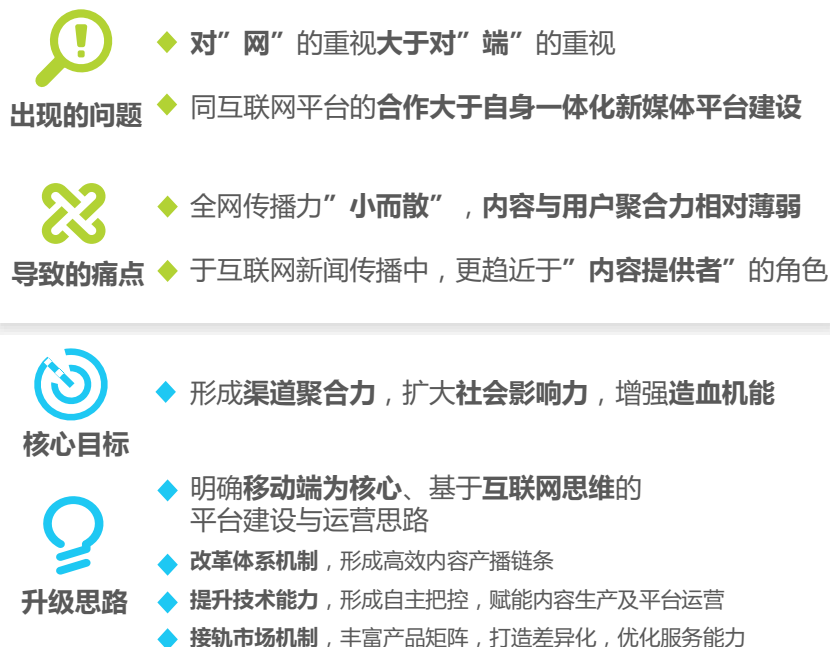 对”网”的重视大于对”端”的重视
出现的问题
同互联网平台的合作大于自身一体化新媒体平台建设
全网传播力”小而散”，内容与用户聚合力相对薄弱
导致的痛点
于互联网新闻传播中，更趋近于”内容提供者”的角色
形成渠道聚合力，扩大社会影响力，增强造血机能
核心目标
明确移动端为核心、基于互联网思维的
平台建设与运营思路
改革体系机制，形成高效内容产播链条
升级思路
提升技术能力，形成自主把控，赋能内容生产及平台运营
接轨市场机制，丰富产品矩阵，打造差异化，优化服务能力